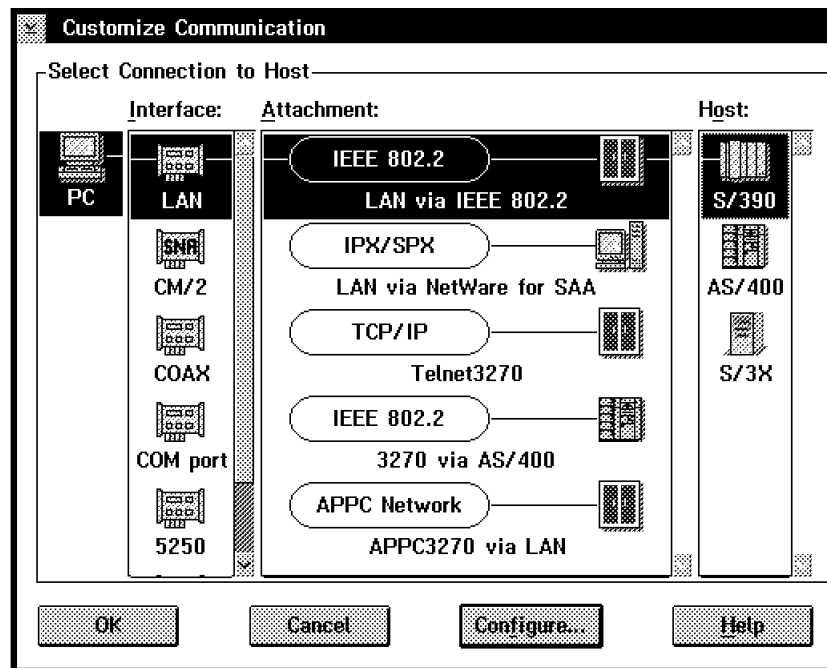 Customize Communication
Select Connection to Host
Interface: Attachment: Host:
PC
LAN
SNA
CM/2
COAX
COM port
5250
IEEE 802.2
LAN via IEEE 802.2
IPX/SPX
LAN via NetWare for SAA
TCP/IP
Telnet3270
IEEE 802.2
3270 via AS/400
APPC Network
APPC3270 via LAN
S/390
AS/400
S/3X
OK Cancel Configure... Help